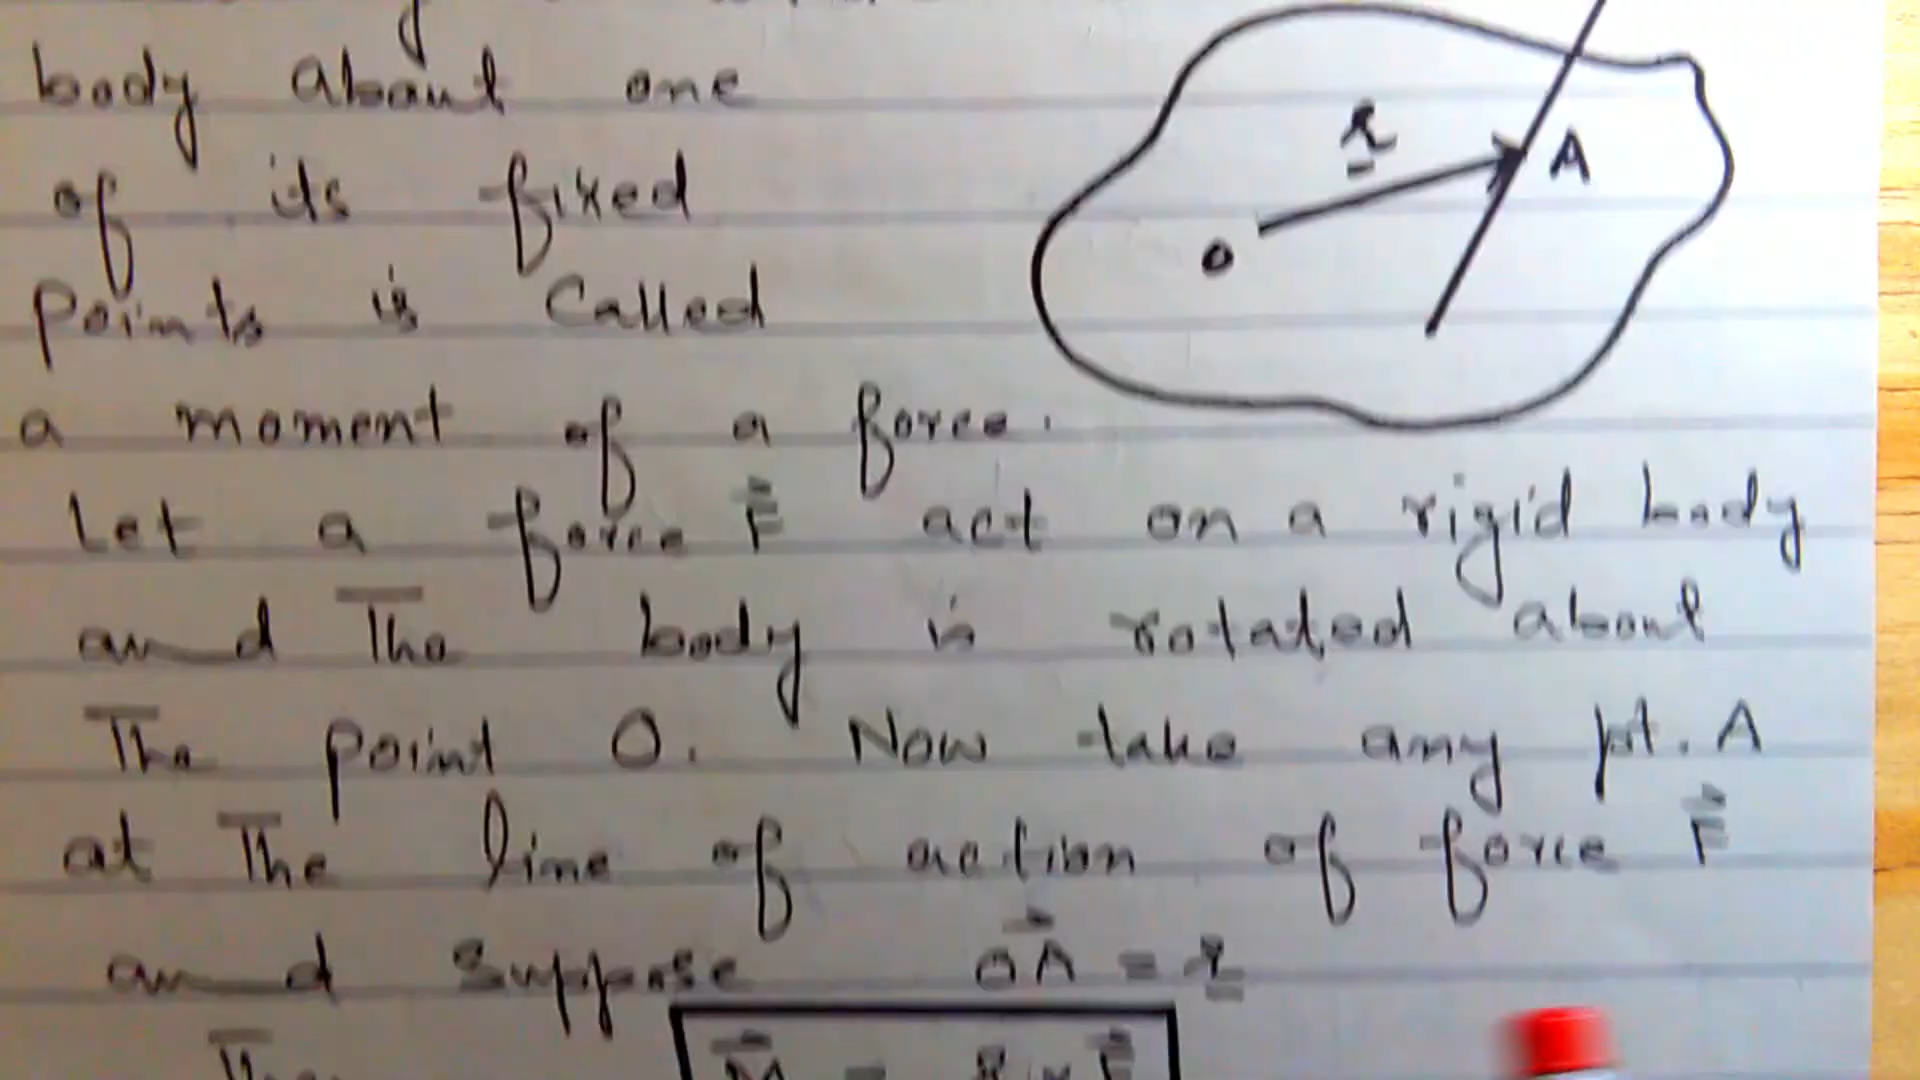 body about one
r
A
of its fixed
O
points is called
a moment of a force.
Let a force F⃗ act on a rigid body
and The body is rotated about
The point O. Now take any pt. A
at The line of action of force F⃗
and suppose O⃗A = r
M⃗ = r x F⃗